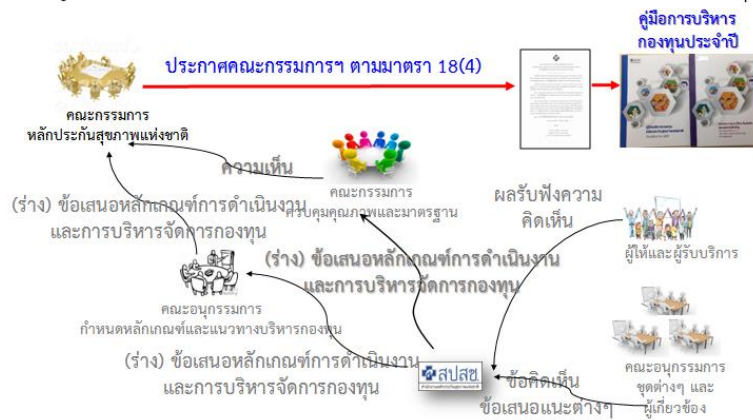 คู่มือการบริหาร
กองทุนประจำปี
ประกาศคณะกรรมการฯ ตามมาตรา 18(4)
คณะกรรมการ
หลักประกันสุขภาพแห่งชาติ
ความเห็น
คณะกรรมการ
ควบคุมคุณภาพและมาตรฐาน
(ร่าง) ข้อเสนอหลักเกณฑ์การดำเนินงาน
และการบริหารจัดการกองทุน
ผลรับฟังความ
คิดเห็น
ผู้ให้และผู้รับบริการ
(ร่าง) ข้อเสนอหลักเกณฑ์การดำเนินงาน
และการบริหารจัดการกองทุน
คณะอนุกรรมการ
กำหนดหลักเกณฑ์และแนวทางบริหารกองทุน
(ร่าง) ข้อเสนอหลักเกณฑ์การดำเนินงาน
และการบริหารจัดการกองทุน
สปสช.
ข้อคิดเห็น
ข้อเสนอแนะต่างๆ
คณะอนุกรรมการ
ชุดต่างๆ และ
ผู้เกี่ยวข้อง